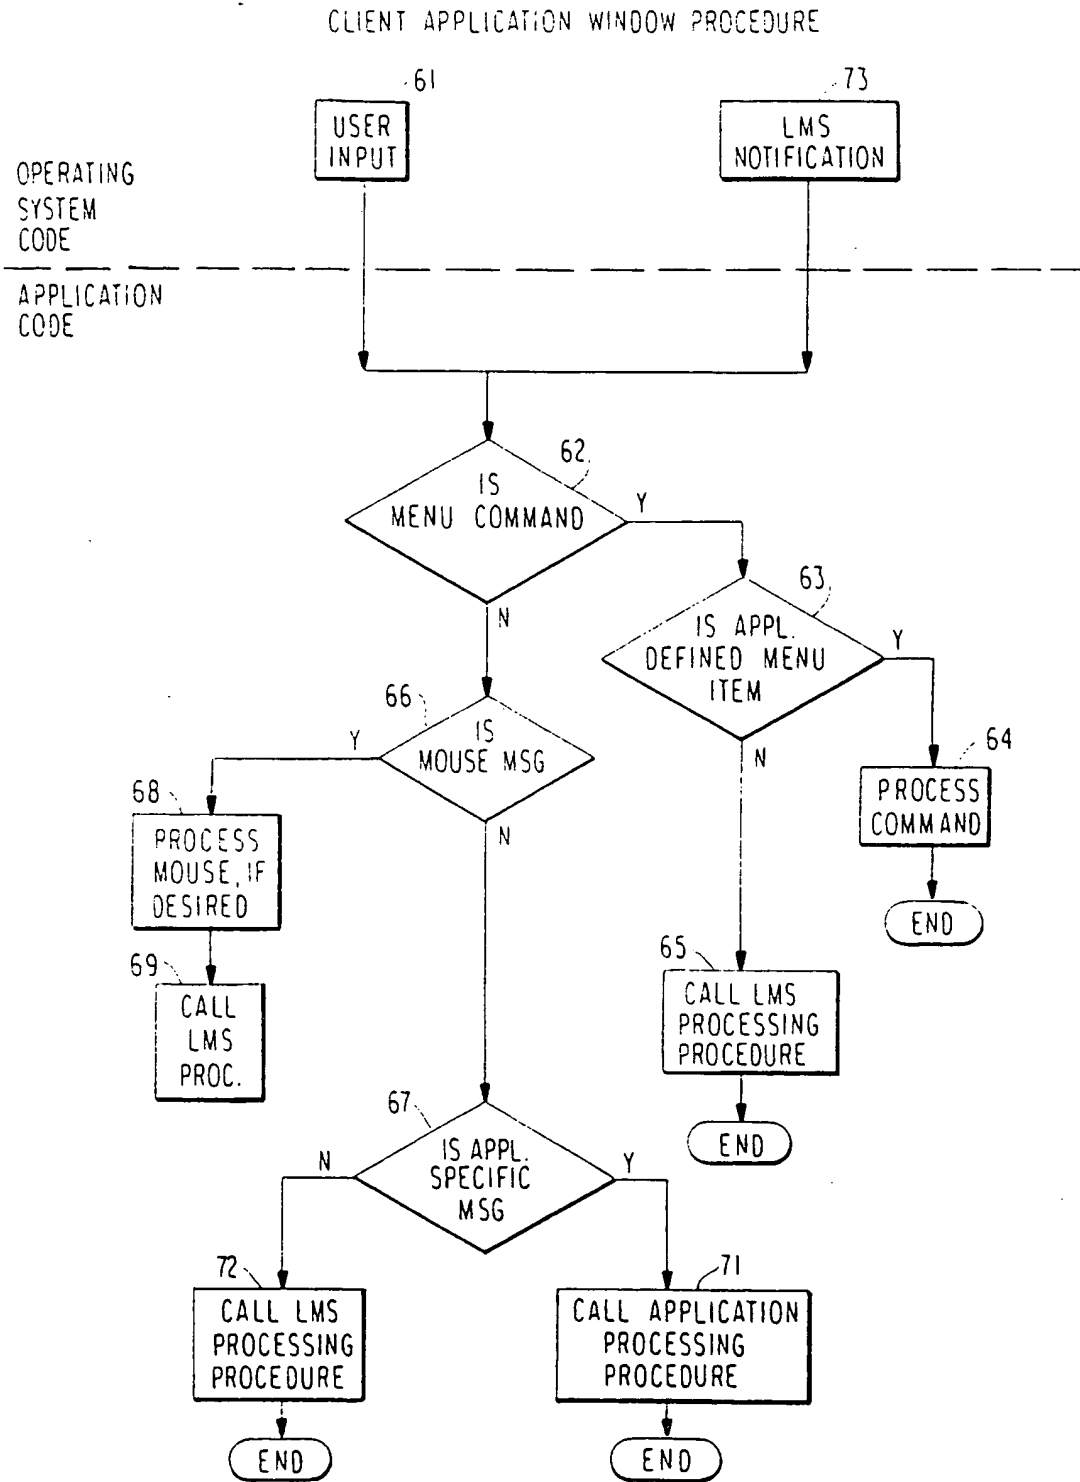 CLIENT APPLICATION WINDOW PROCEDURE
61
73
USER
INPUT
LMS
NOTIFICATION
OPERATING
SYSTEM
CODE
APPLICATION
CODE
62
IS
MENU COMMAND
Y
N
63
IS APPL.
DEFINED MENU
ITEM
Y
N
66
IS
MOUSE MSG
Y
N
64
PROCESS
COMMAND
END
68
PROCESS
MOUSE, IF
DESIRED
69
CALL
LMS
PROC.
65
CALL LMS
PROCESSING
PROCEDURE
END
67
IS APPL.
SPECIFIC
MSG
N
Y
72
CALL LMS
PROCESSING
PROCEDURE
END
71
CALL APPLICATION
PROCESSING
PROCEDURE
END